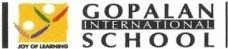 GOPALAN
INTERNATIONAL
SCHOOL
JOY OF LEARNING